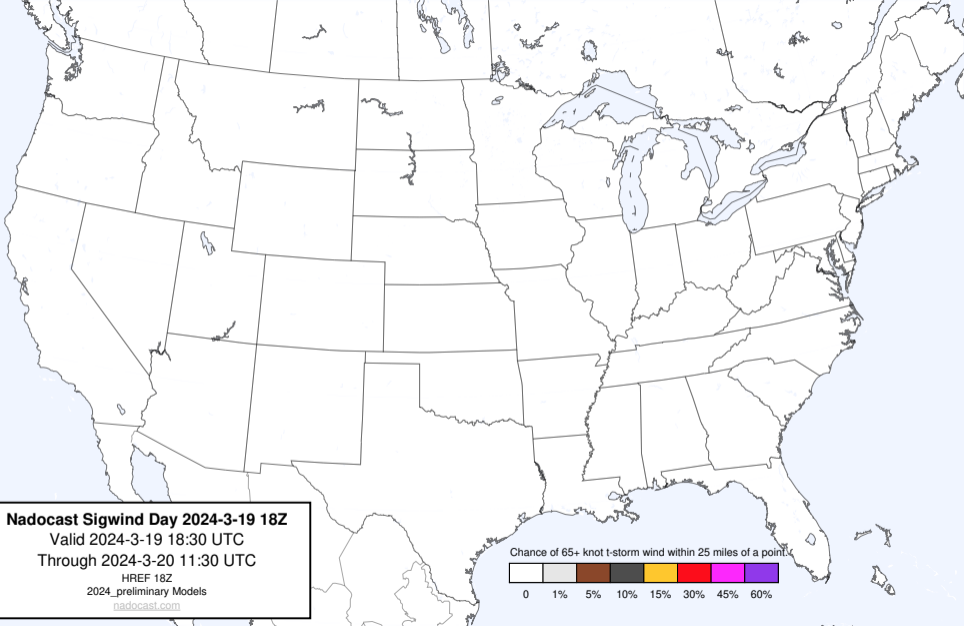 Nadocast Sigwind Day 2024-3-19 18Z
Valid 2024-3-19 18:30 UTC
Through 2024-3-20 11:30 UTC
HREF 18Z
2024_preliminary Models
nadocast.com
Chance of 65+ knot t-storm wind within 25 miles of a point.
0 1% 5% 10% 15% 30% 45% 60%